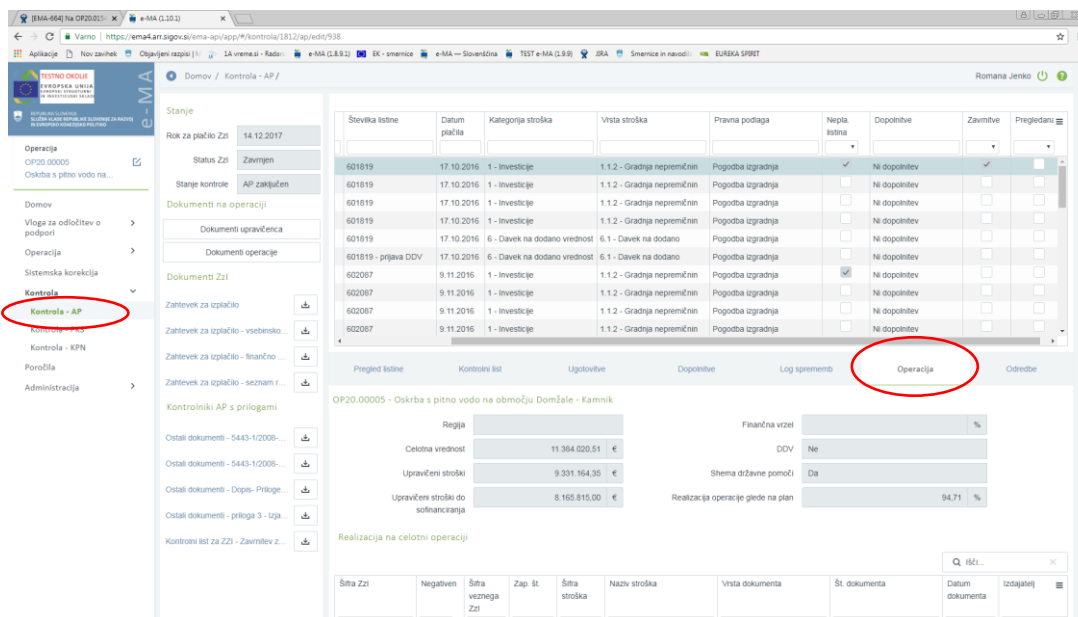 [EMA-664] Na OP20.015
e-MA (1.10.1)
Varno
https://ema4.arr.sigov.si/ema-api/app/#/kontrola/1812/ap/edit/938
Aplikacije
Nov zavihek
Objavljeni razpisi | M
1A vreme.si - Radars
e-MA (1.8.9.1)
EK - smernice
e-MA — Slovenščina
TEST e-MA (1.9.9)
JIRA
Smernice in navodila
EUREKA SPIRIT
TESTNO OKOLJE
EVROPSKA UNIJA
EVROPSKI STRUKTURNI
IN INVESTICIJSKI SKLADI
REPUBLIKA SLOVENIJA
SLUŽBA VLADE REPUBLIKE SLOVENIJE ZA RAZVOJ
IN EVROPSKO KOHEZIJSKO POLITIKO
e-MA
Domov / Kontrola - AP /
Romana Jenko
Operacija
OP20.00005
Oskrba s pitno vodo na...
Domov
Vloga za odločitev o
podpori
Operacija
Sistemska korekcija
Kontrola
Kontrola - AP
Kontrola - PAS
Kontrola - KPN
Poročila
Administracija
Stanje
Rok za plačilo ZzI 14.12.2017
Status ZzI Zavrnjen
Stanje kontrole AP zaključen
Dokumenti na operaciji
Dokumenti upravičenca
Dokumenti operacije
Dokumenti ZzI
Zahtevek za izplačilo
Zahtevek za izplačilo - vsebinsko...
Zahtevek za izplačilo - finančno ...
Zahtevek za izplačilo - seznam r...
Kontrolniki AP s prilogami
Ostali dokumenti - 5443-1/2008-...
Ostali dokumenti - 5443-1/2008-...
Ostali dokumenti - Dopis- Priloge...
Ostali dokumenti - priloga 3 - Izja...
Kontrolni list za ZZI - Zavrnitev z...
Številka listine Datum plačila Kategorija stroška Vrsta stroška Pravna podlaga Nepla. listina Dopolnitve Zavrnitve Pregledana
601819 17.10.2016 1 - Investicije 1.1.2 - Gradnja nepremičnin Pogodba izgradnja Ni dopolnitev
601819 17.10.2016 1 - Investicije 1.1.2 - Gradnja nepremičnin Pogodba izgradnja Ni dopolnitev
601819 17.10.2016 1 - Investicije 1.1.2 - Gradnja nepremičnin Pogodba izgradnja Ni dopolnitev
601819 17.10.2016 1 - Investicije 1.1.2 - Gradnja nepremičnin Pogodba izgradnja Ni dopolnitev
601819 17.10.2016 6 - Davek na dodano vrednost 6.1 - Davek na dodano Pogodba izgradnja Ni dopolnitev
601819 - prijava DDV 17.10.2016 6 - Davek na dodano vrednost 6.1 - Davek na dodano Pogodba izgradnja Ni dopolnitev
602087 9.11.2016 1 - Investicije 1.1.2 - Gradnja nepremičnin Pogodba izgradnja Ni dopolnitev
602087 9.11.2016 1 - Investicije 1.1.2 - Gradnja nepremičnin Pogodba izgradnja Ni dopolnitev
602087 9.11.2016 1 - Investicije 1.1.2 - Gradnja nepremičnin Pogodba izgradnja Ni dopolnitev
602087 9.11.2016 1 - Investicije 1.1.2 - Gradnja nepremičnin Pogodba izgradnja Ni dopolnitev
Pregled listine Kontrolni list Ugotovitve Dopolnitve Log sprememb Operacija Odredbe
OP20.00005 - Oskrba s pitno vodo na območju Domžale - Kamnik
Regija
Finančna vrzel %
Celotna vrednost 11.384.020,51 €
DDV Ne
Upravičeni stroški 9.331.164,35 €
Shema državne pomoči Da
Upravičeni stroški do
sofinanciranja 8.165.815,00 €
Realizacija operacije glede na plan 94,71 %
Realizacija na celotni operaciji
Išči...
Šifra ZzI Negativen Šifra veznega ZzI Zap. št. Šifra stroška Naziv stroška Vrsta dokumenta Št. dokumenta Datum dokumenta Izdajatelj